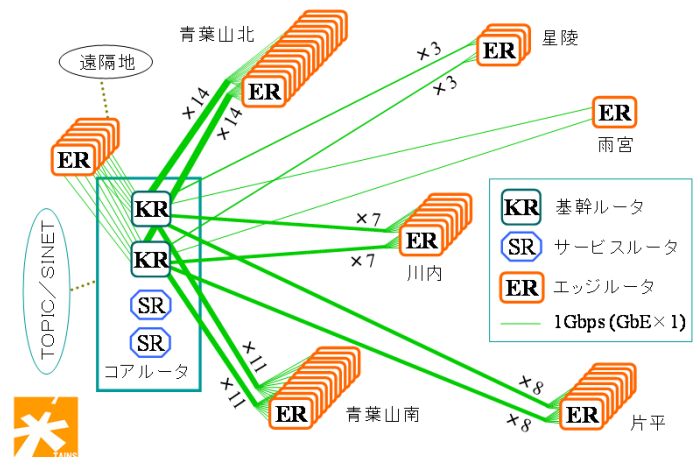 青葉山北
×14
×14
ER
遠隔地
ER
×3
×3
ER
星陵
ER
雨宮
KR
KR
SR
SR
コアルータ
TOPIC/SINET
×7
×7
ER
川内
×11
×11
ER
青葉山南
×8
×8
ER
片平
KR 基幹ルータ
SR サービスルータ
ER エッジルータ
1Gbps (GbE×1)
TAINS